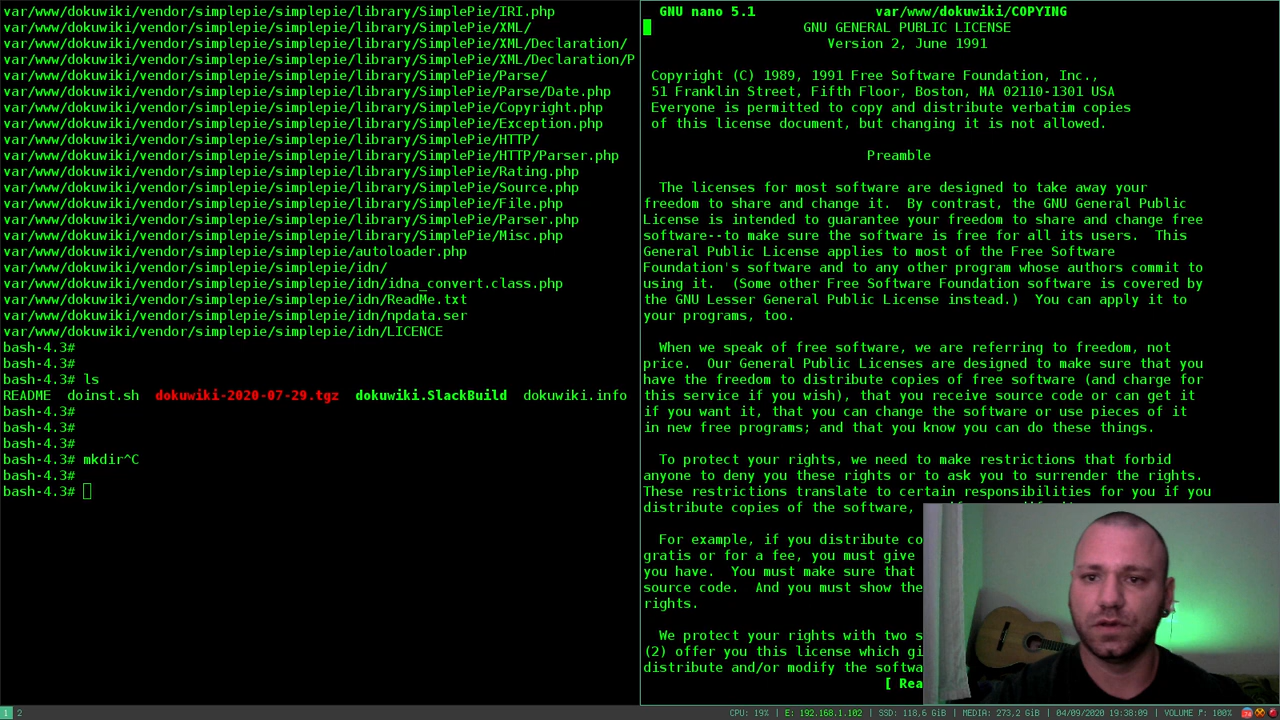 var/www/dokuwiki/vendor/simplepie/simplepie/library/SimplePie/IRI.php
var/www/dokuwiki/vendor/simplepie/simplepie/library/SimplePie/XML/
var/www/dokuwiki/vendor/simplepie/simplepie/library/SimplePie/XML/Declaration/
var/www/dokuwiki/vendor/simplepie/simplepie/library/SimplePie/XML/Declaration/P
var/www/dokuwiki/vendor/simplepie/simplepie/library/SimplePie/Parse/
var/www/dokuwiki/vendor/simplepie/simplepie/library/SimplePie/Parse/Date.php
var/www/dokuwiki/vendor/simplepie/simplepie/library/SimplePie/Copyright.php
var/www/dokuwiki/vendor/simplepie/simplepie/library/SimplePie/Exception.php
var/www/dokuwiki/vendor/simplepie/simplepie/library/SimplePie/HTTP/
var/www/dokuwiki/vendor/simplepie/simplepie/library/SimplePie/HTTP/Parser.php
var/www/dokuwiki/vendor/simplepie/simplepie/library/SimplePie/Rating.php
var/www/dokuwiki/vendor/simplepie/simplepie/library/SimplePie/Source.php
var/www/dokuwiki/vendor/simplepie/simplepie/library/SimplePie/File.php
var/www/dokuwiki/vendor/simplepie/simplepie/library/SimplePie/Parser.php
var/www/dokuwiki/vendor/simplepie/simplepie/library/SimplePie/Misc.php
var/www/dokuwiki/vendor/simplepie/simplepie/autoloader.php
var/www/dokuwiki/vendor/simplepie/simplepie/idn/
var/www/dokuwiki/vendor/simplepie/simplepie/idn/idna_convert.class.php
var/www/dokuwiki/vendor/simplepie/simplepie/idn/ReadMe.txt
var/www/dokuwiki/vendor/simplepie/simplepie/idn/npdata.ser
var/www/dokuwiki/vendor/simplepie/simplepie/idn/LICENCE
bash-4.3#
bash-4.3#
bash-4.3# ls
README  doinst.sh  dokuwiki-2020-07-29.tgz  dokuwiki.SlackBuild  dokuwiki.info
bash-4.3#
bash-4.3#
bash-4.3#
bash-4.3# mkdir^C
bash-4.3#
bash-4.3#
GNU nano 5.1    var/www/dokuwiki/COPYING
GNU GENERAL PUBLIC LICENSE
Version 2, June 1991
Copyright (C) 1989, 1991 Free Software Foundation, Inc.,
51 Franklin Street, Fifth Floor, Boston, MA 02110-1301 USA
Everyone is permitted to copy and distribute verbatim copies
of this license document, but changing it is not allowed.
Preamble
The licenses for most software are designed to take away your
freedom to share and change it.  By contrast, the GNU General Public
License is intended to guarantee your freedom to share and change free
software--to make sure the software is free for all its users.  This
General Public License applies to most of the Free Software
Foundation's software and to any other program whose authors commit to
using it.  (Some other Free Software Foundation software is covered by
the GNU Lesser General Public License instead.)  You can apply it to
your programs, too.
When we speak of free software, we are referring to freedom, not
price.  Our General Public Licenses are designed to make sure that you
have the freedom to distribute copies of free software (and charge for
this service if you wish), that you receive source code or can get it
if you want it, that you can change the software or use pieces of it
in new free programs; and that you know you can do these things.
To protect your rights, we need to make restrictions that forbid
anyone to deny you these rights or to ask you to surrender the rights.
These restrictions translate to certain responsibilities for you if you
distribute copies of the software,
For example, if you distribute co
gratis or for a fee, you must give
you have.  You must make sure that
source code.  And you must show the
rights.
We protect your rights with two s
(2) offer you this license which gi
distribute and/or modify the softwa
[ Rea
1 2 CPU: 19% | E: 192.168.1.102 | SSD: 118,6 GiB | MEDIA: 273,2 GiB | 04/09/2020 19:38:09 | VOLUME P: 100%